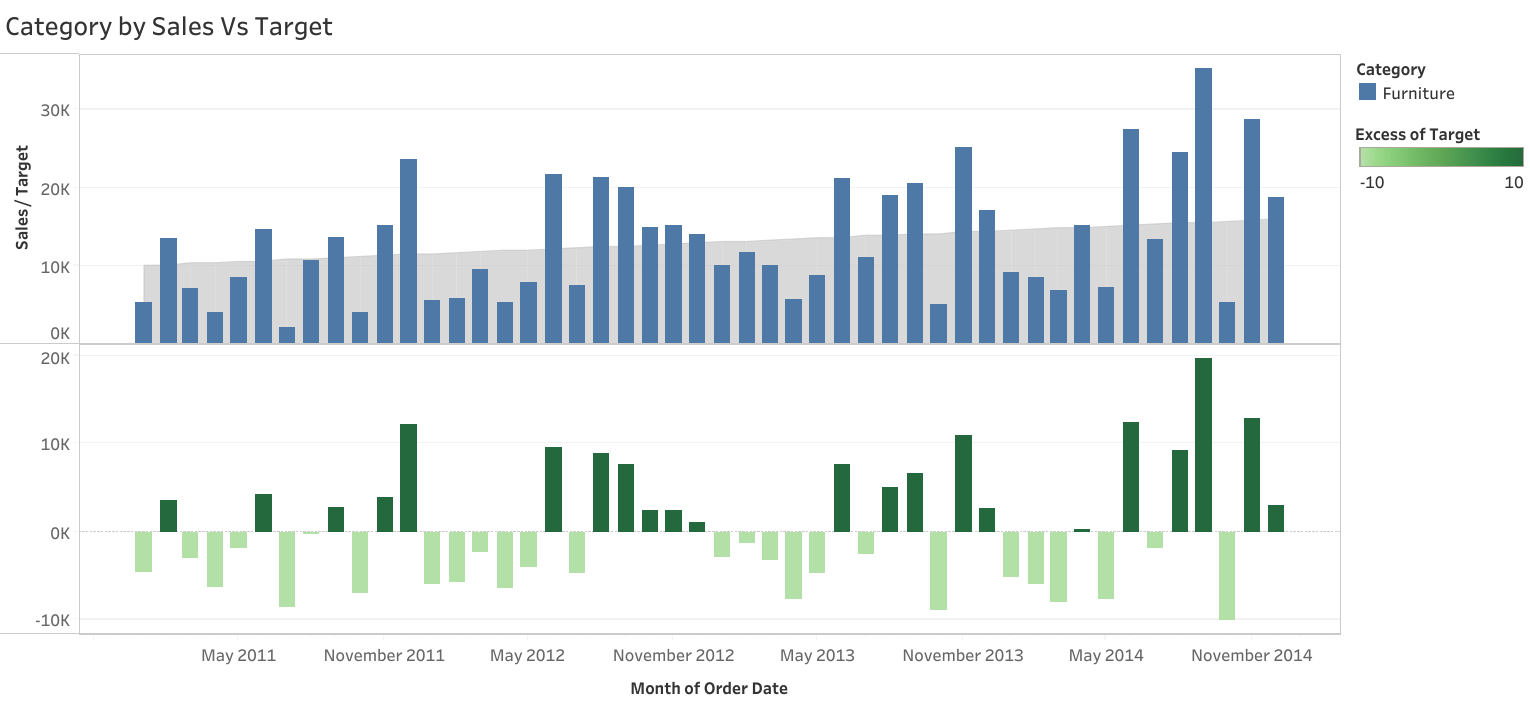 Category by Sales Vs Target
Sales / Target
30K
20K
10K
0K
20K
10K
0K
-10K
May 2011
November 2011
May 2012
November 2012
May 2013
November 2013
May 2014
November 2014
Month of Order Date
Category
Furniture
Excess of Target
-10 10